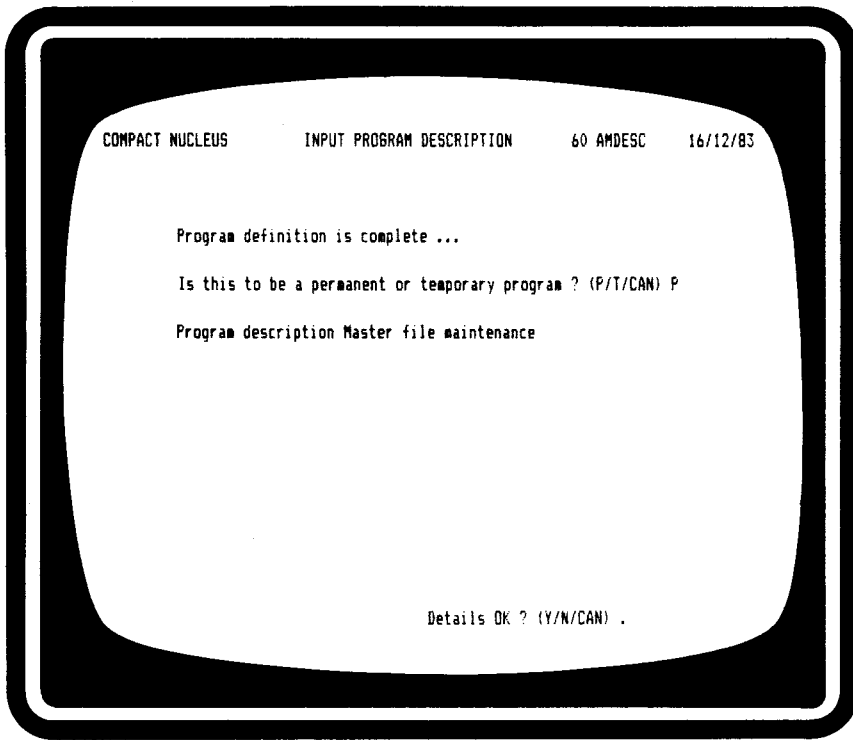 COMPACT NUCLEUS INPUT PROGRAM DESCRIPTION 60 AMDESC 16/12/83
Program definition is complete ...
Is this to be a permanent or temporary program ? (P/T/CAN) P
Program description Master file maintenance
Details OK ? (Y/N/CAN) .